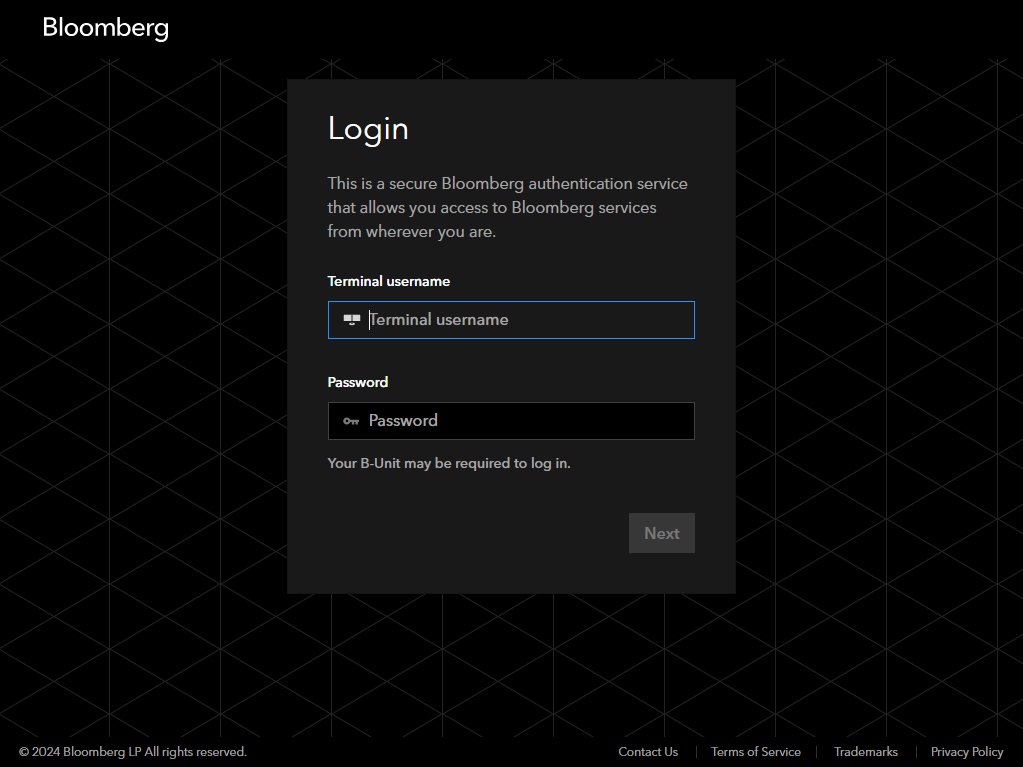 Bloomberg
Login
This is a secure Bloomberg authentication service
that allows you access to Bloomberg services
from wherever you are.
Terminal username
Terminal username
Password
Password
Your B-Unit may be required to log in.
Next
© 2024 Bloomberg LP All rights reserved.
Contact Us | Terms of Service | Trademarks | Privacy Policy